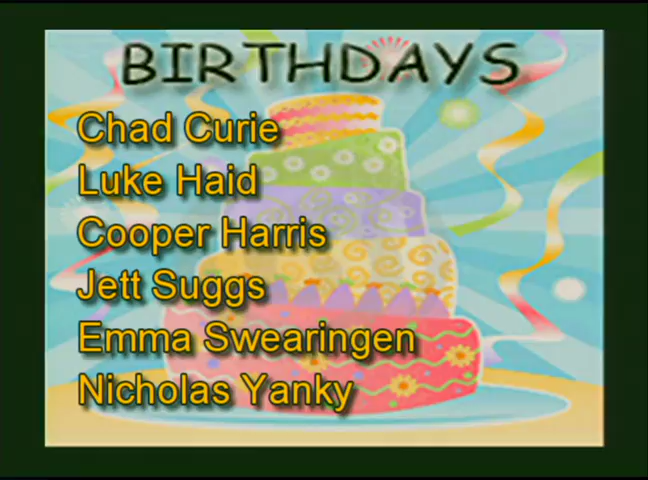 BIRTHDAYS
Chad Curie
Luke Haid
Cooper Harris
Jett Suggs
Emma Swearingen
Nicholas Yanky